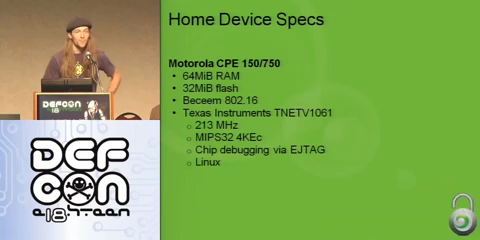 Home Device Specs
Motorola CPE 150/750
• 64MiB RAM
• 32MiB flash
• Beceem 802.16
• Texas Instruments TNETV1061
o 213 MHz
o MIPS32 4KEc
o Chip debugging via EJTAG
o Linux
DEFCON
18
DEF
CON
e18hteen